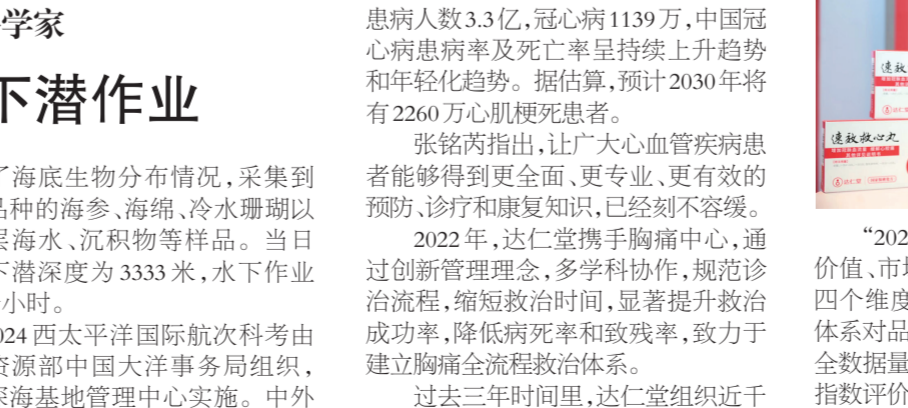 学家
下潜作业
了海底生物分布情况,采集到
品种的海参、海绵、冷水珊瑚以
层海水、沉积物等样品。当日
下潜深度为3333米,水下作业
小时。
024西太平洋国际航次科考由
资源部中国大洋事务局组织,
深海基地管理中心实施。中外
患病人数3.3亿,冠心病1139万,中国冠
心病患病率及死亡率呈持续上升趋势
和年轻化趋势。据估算,预计2030年将
有2260万心肌梗死患者。
张铭芮指出,让广大心血管疾病患
者能够得到更全面、更专业、更有效的
预防、诊疗和康复知识,已经刻不容缓。
2022年,达仁堂携手胸痛中心,通
过创新管理理念,多学科协作,规范诊
治流程,缩短救治时间,显著提升救治
成功率,降低病死率和致残率,致力于
建立胸痛全流程救治体系。
过去三年时间里,达仁堂组织近千
速效
速效救心丸
达仁堂
“202
价值、市场
四个维度
体系对品
全数据量
指数评价